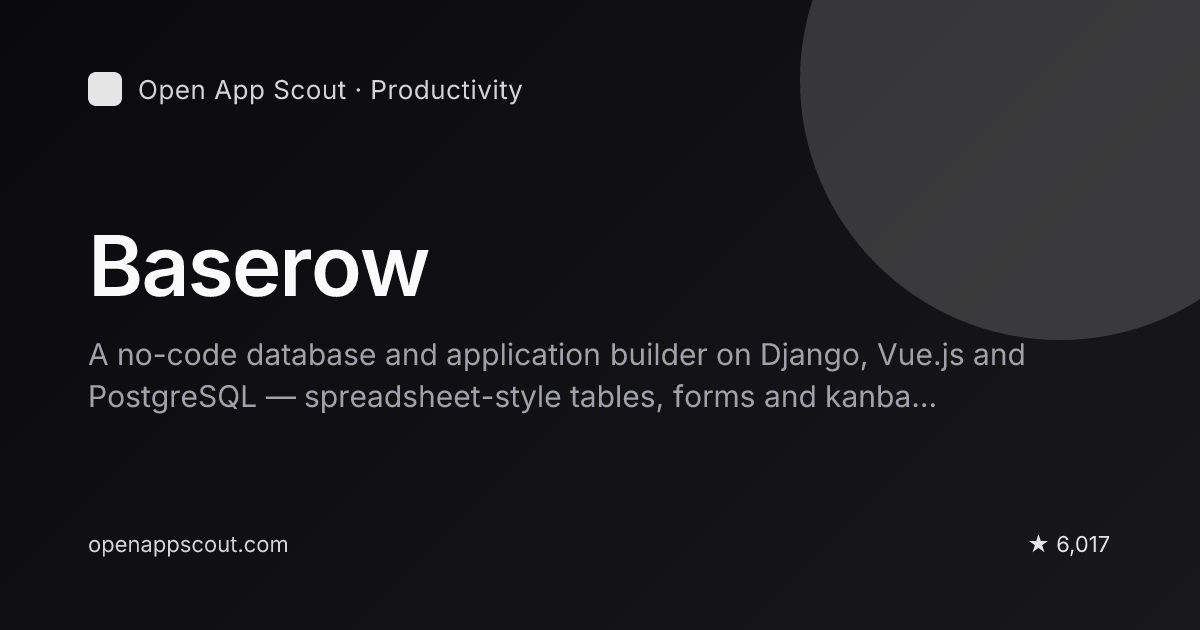 Open App Scout · Productivity
Baserow
A no-code database and application builder on Django, Vue.js and
PostgreSQL — spreadsheet-style tables, forms and kanba...
openappscout.com
★ 6,017